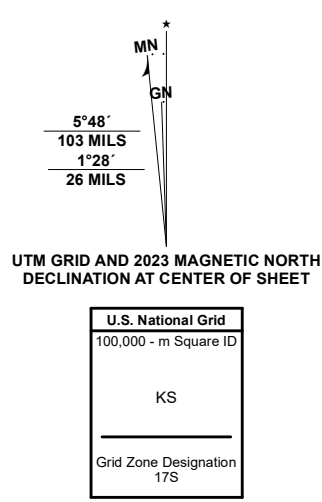 MN
GN
5°48´
103 MILS
1°28´
26 MILS
UTM GRID AND 2023 MAGNETIC NORTH
DECLINATION AT CENTER OF SHEET
U.S. National Grid
100,000 - m Square ID
KS
Grid Zone Designation
17S